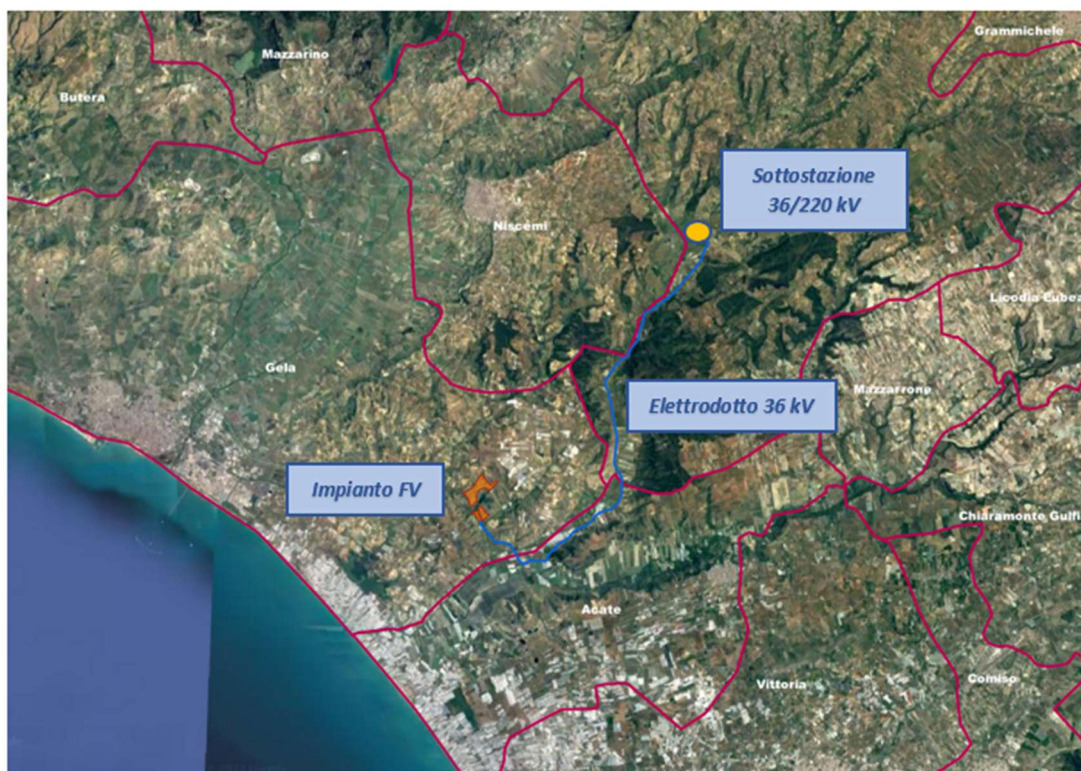 Grammichele
Mazzarino
Butera
Sottostazione
36/220 kV
Niscemi
Licodia Eubea
Gela
Mazzarrone
Elettrodotto 36 kV
Impianto FV
Chiaramonte Gulfi
Acate
Vittoria
Comiso